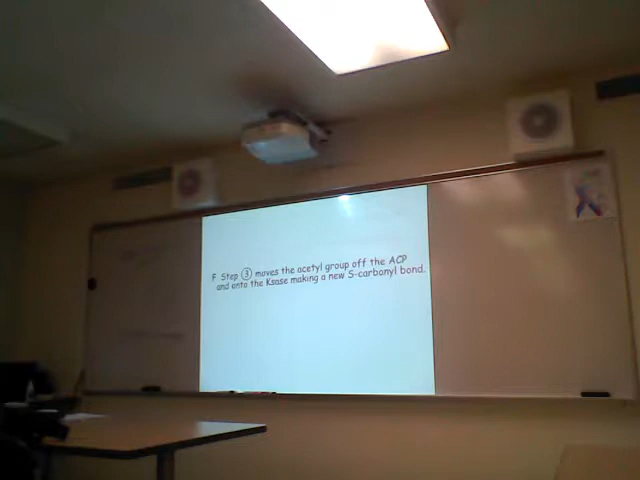 F. Step ③ moves the acetyl group off the ACP
and onto the Ksase making a new S-carbonyl bond.